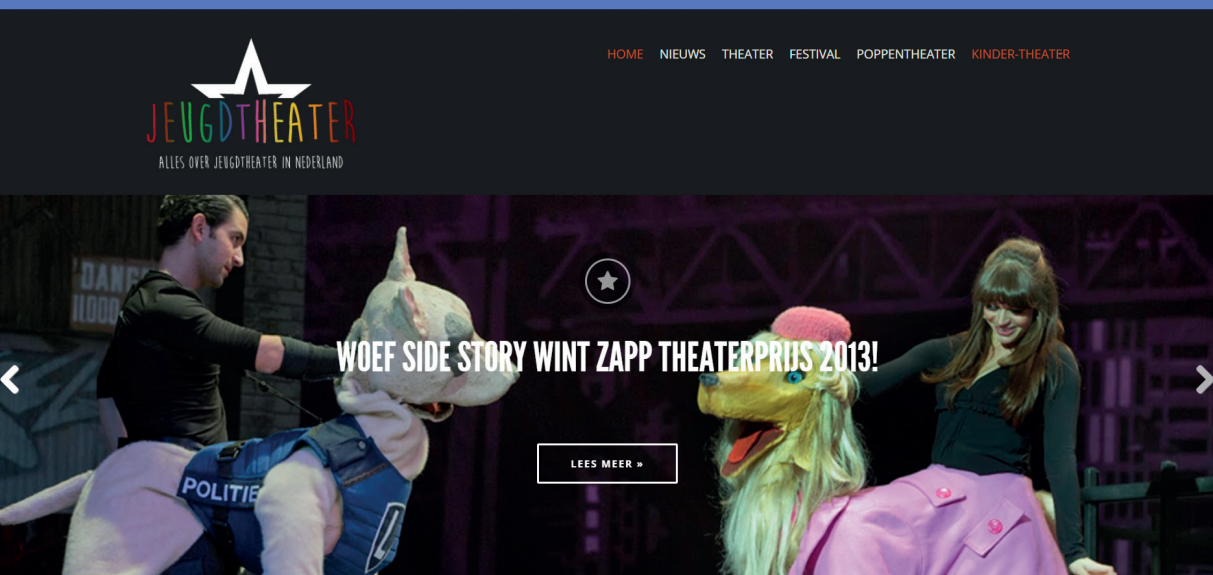 HOME NIEUWS THEATER FESTIVAL POPPENTHEATER KINDER-THEATER
JEUGDTHEATER
ALLES OVER JEUGDTHEATER IN NEDERLAND
WOEF SIDE STORY WINT ZAPP THEATERPRIJS 2013!
LEES MEER »
POLITIE